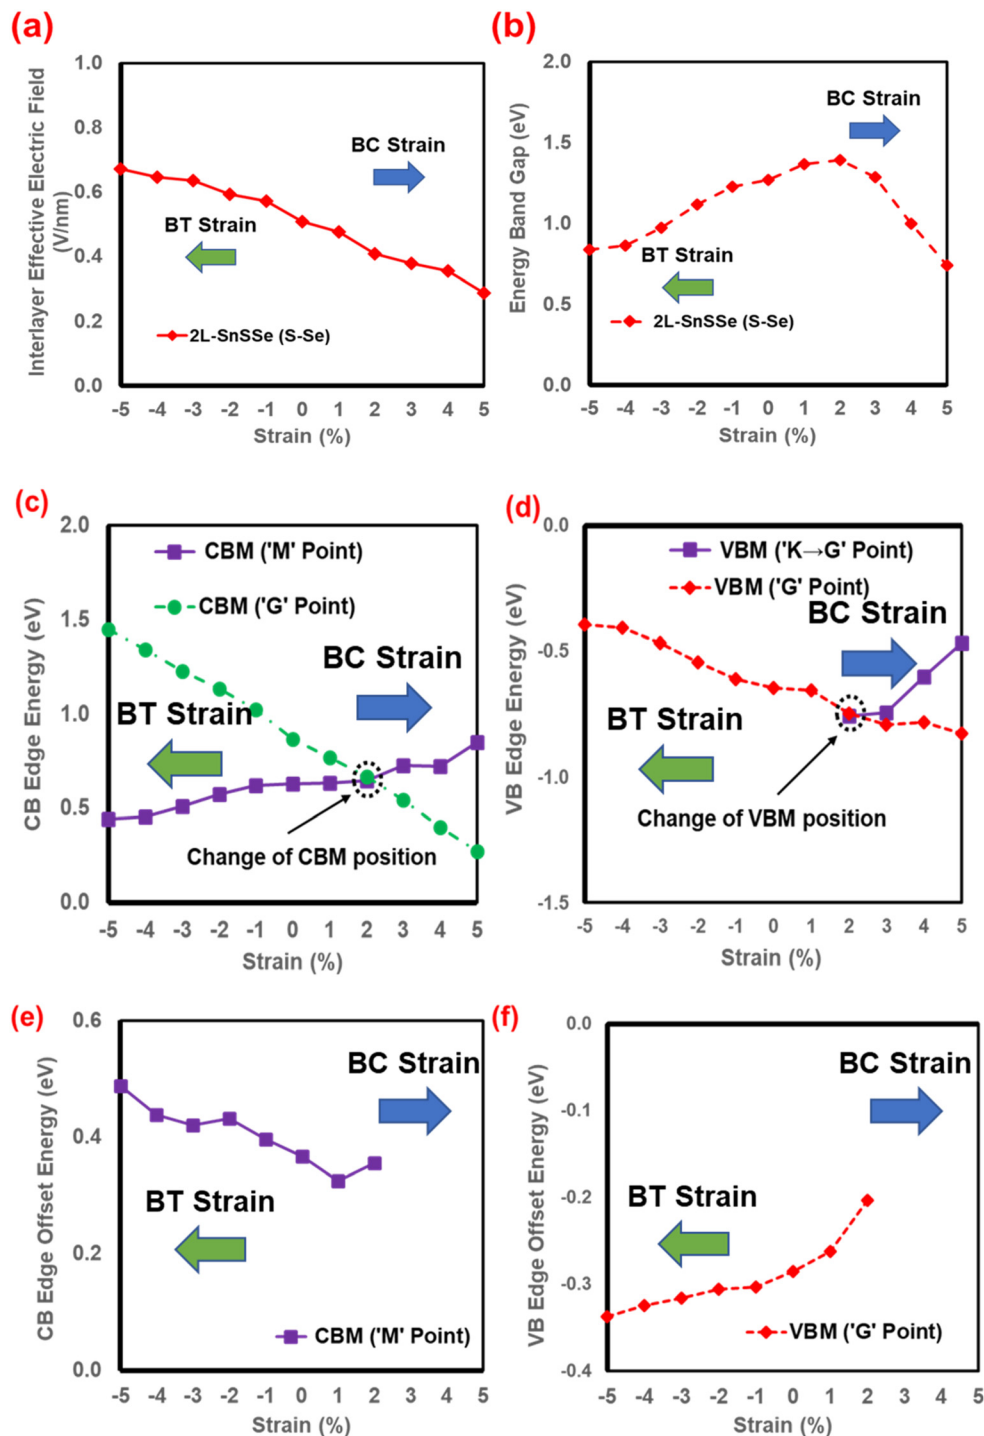 (a)
Interlayer Effective Electric Field
(V/nm)
1.0
0.8
0.6
0.4
0.2
0.0
BC Strain
BT Strain
2L-SnSSe (S-Se)
-5 -4 -3 -2 -1 0 1 2 3 4 5
Strain (%)
(b)
Energy Band Gap (eV)
2.0
1.5
1.0
0.5
0.0
BC Strain
BT Strain
2L-SnSSe (S-Se)
-5 -4 -3 -2 -1 0 1 2 3 4 5
Strain (%)
(c)
CB Edge Energy (eV)
2.0
1.5
1.0
0.5
0.0
CBM ('M' Point)
CBM ('G' Point)
BC Strain
BT Strain
Change of CBM position
-5 -4 -3 -2 -1 0 1 2 3 4 5
Strain (%)
(d)
VB Edge Energy (eV)
0.0
-0.5
-1.0
-1.5
VBM ('K→G' Point)
VBM ('G' Point)
BC Strain
BT Strain
Change of VBM position
-5 -4 -3 -2 -1 0 1 2 3 4 5
Strain (%)
(e)
CB Edge Offset Energy (eV)
0.6
0.4
0.2
0.0
BC Strain
BT Strain
CBM ('M' Point)
-5 -4 -3 -2 -1 0 1 2 3 4 5
Strain (%)
(f)
VB Edge Offset Energy (eV)
0.0
-0.1
-0.2
-0.3
-0.4
BC Strain
BT Strain
VBM ('G' Point)
-5 -4 -3 -2 -1 0 1 2 3 4 5
Strain (%)